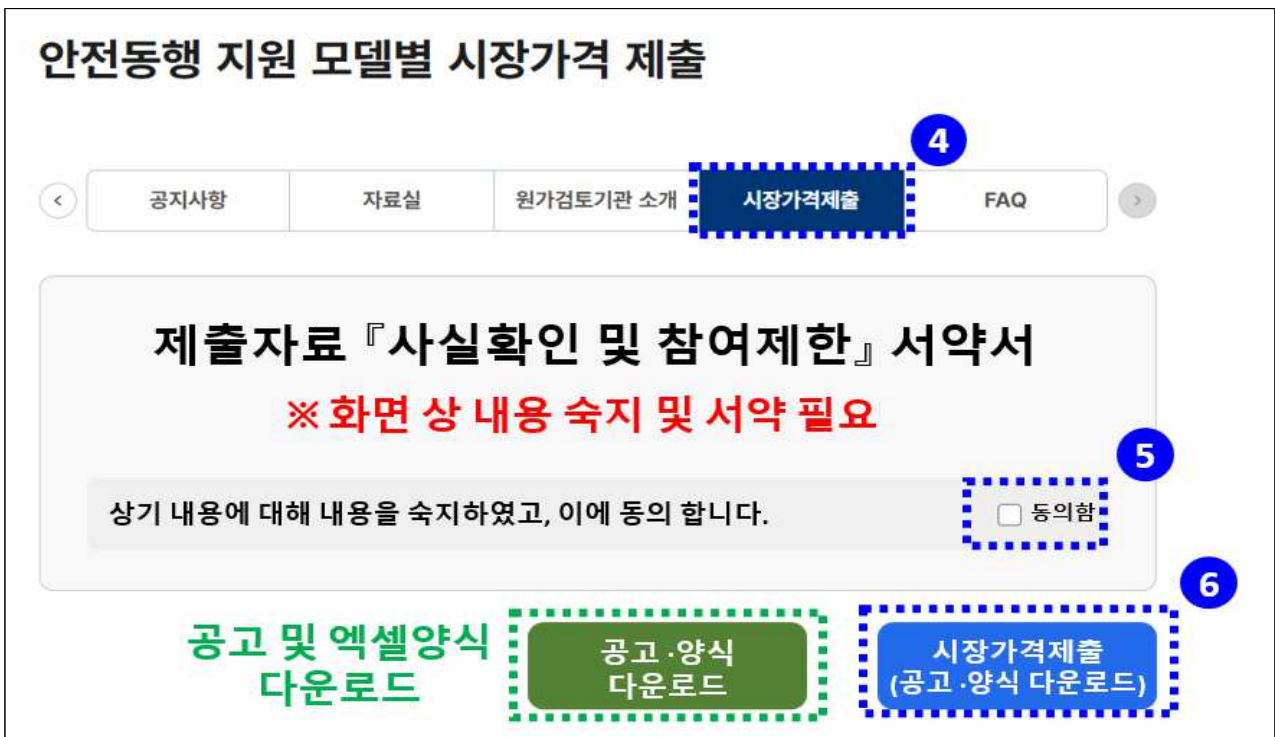 안전동행 지원 모델별 시장가격 제출
4
< 공지사항 자료실 원가검토기관 소개 시장가격제출 FAQ >
제출자료『사실확인 및 참여제한』서약서
※ 화면 상 내용 숙지 및 서약 필요
5
상기 내용에 대해 내용을 숙지하였고, 이에 동의 합니다. 동의함
6
공고 및 엑셀양식
다운로드
공고 ·양식
다운로드
시장가격제출
(공고 ·양식 다운로드)